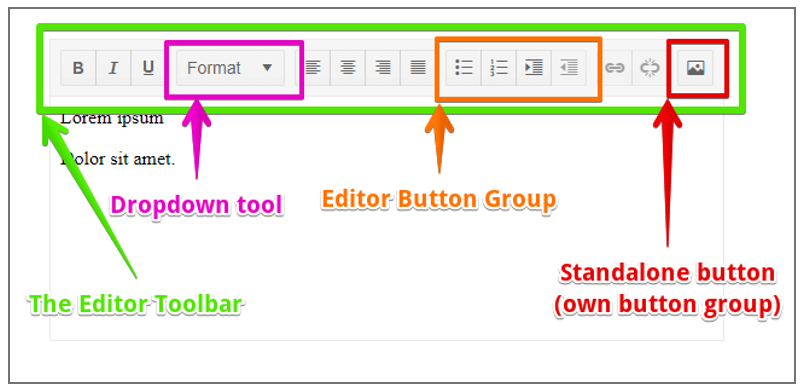 B I U Format
Lorem ipsum
Dolor sit amet.
Dropdown tool
Editor Button Group
The Editor Toolbar
Standalone button
(own button group)